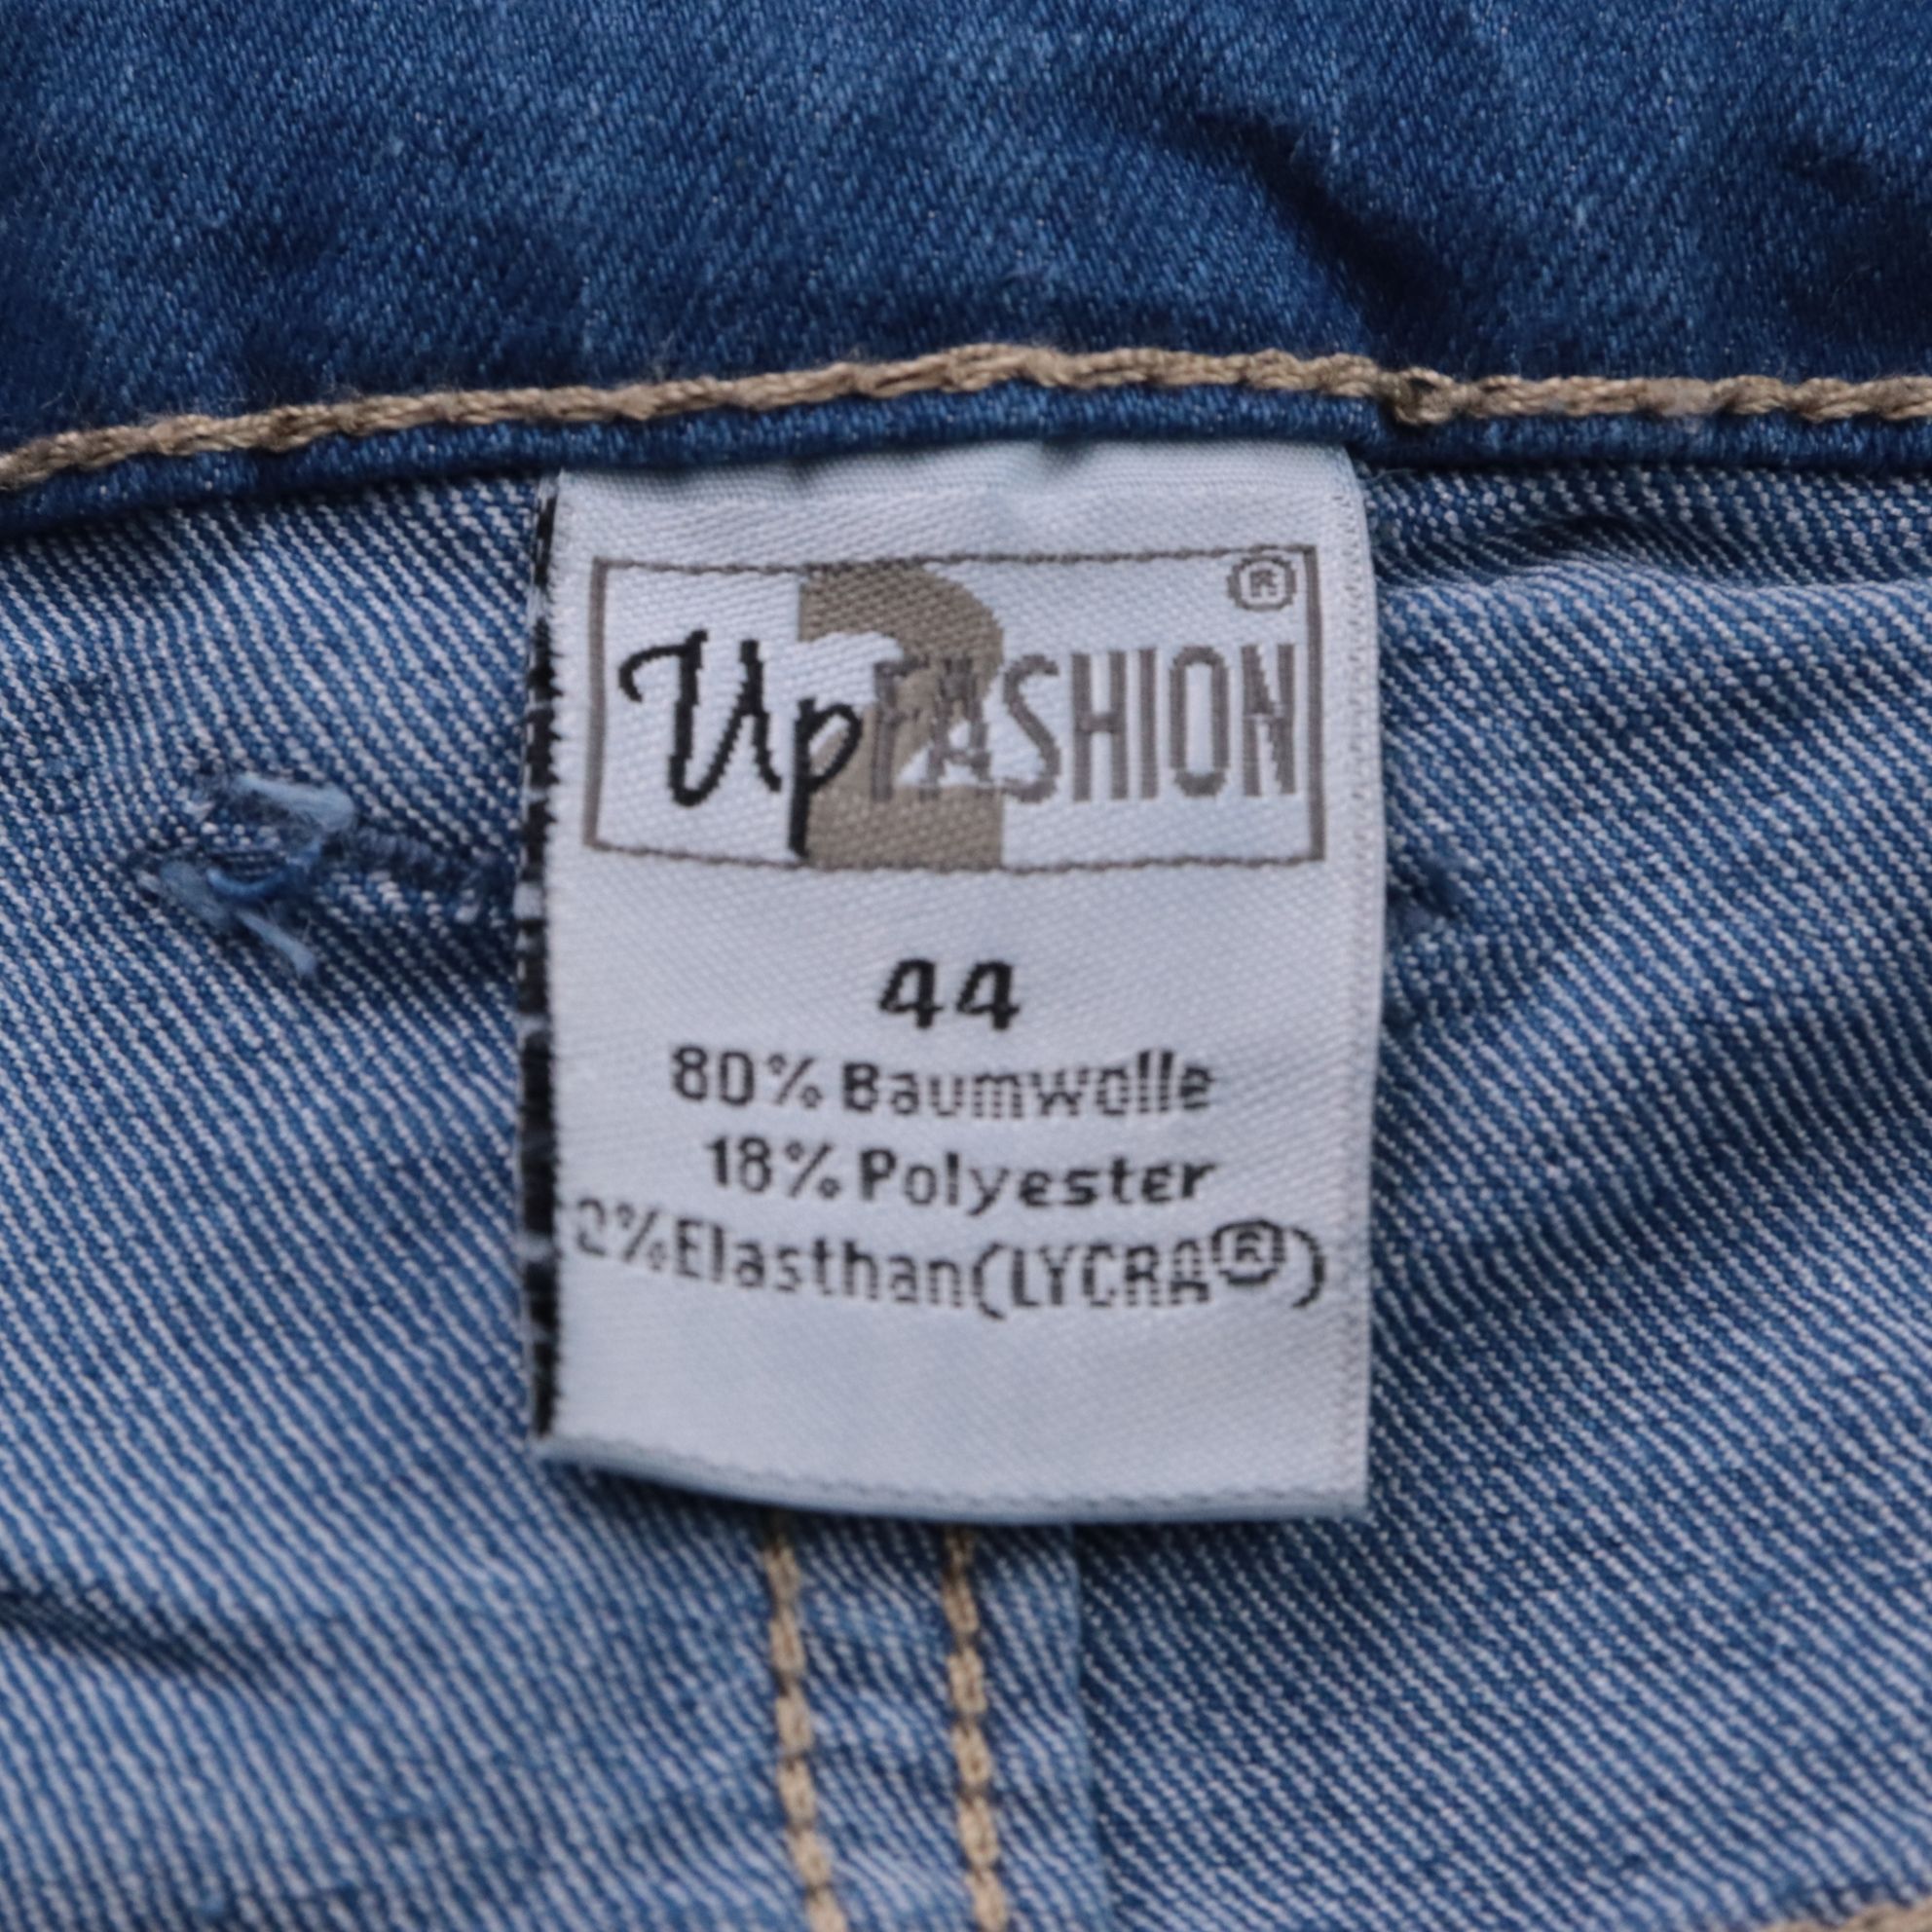 Up2FASHION®
44
80% Baumwolle
18% Polyester
2% Elasthan(LYCRA®)